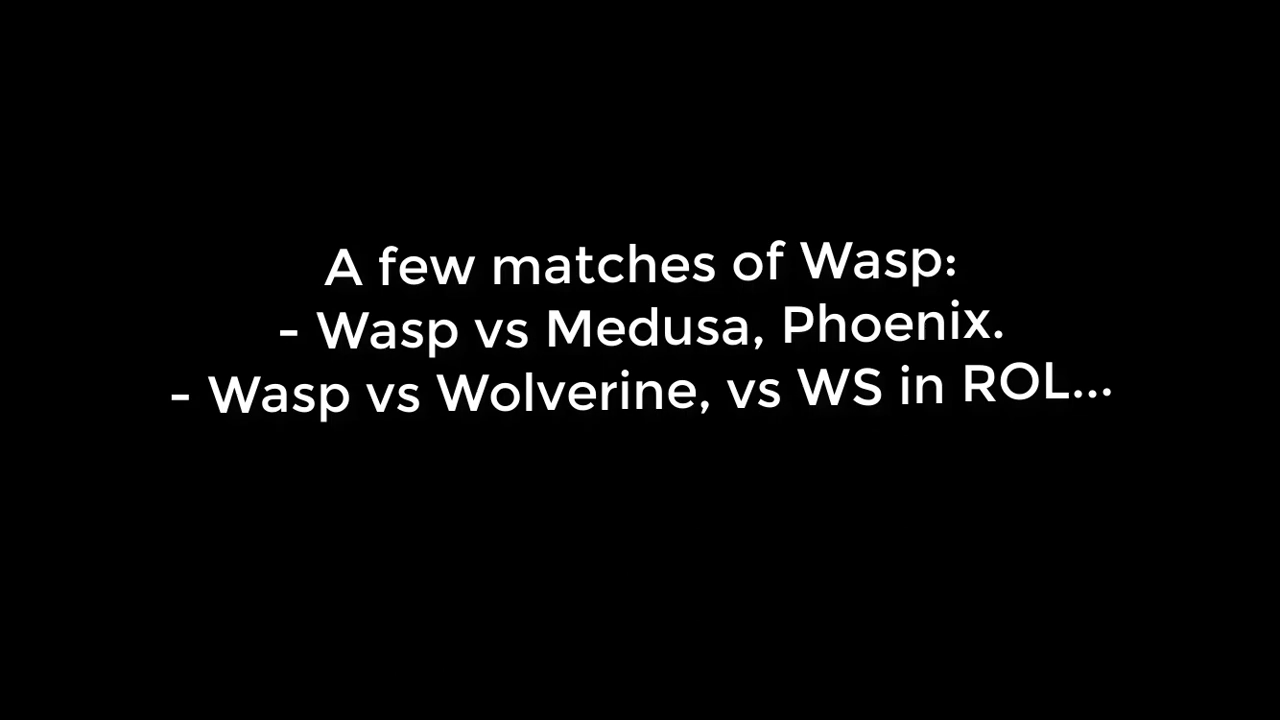 A few matches of Wasp:
- Wasp vs Medusa, Phoenix.
- Wasp vs Wolverine, vs WS in ROL...